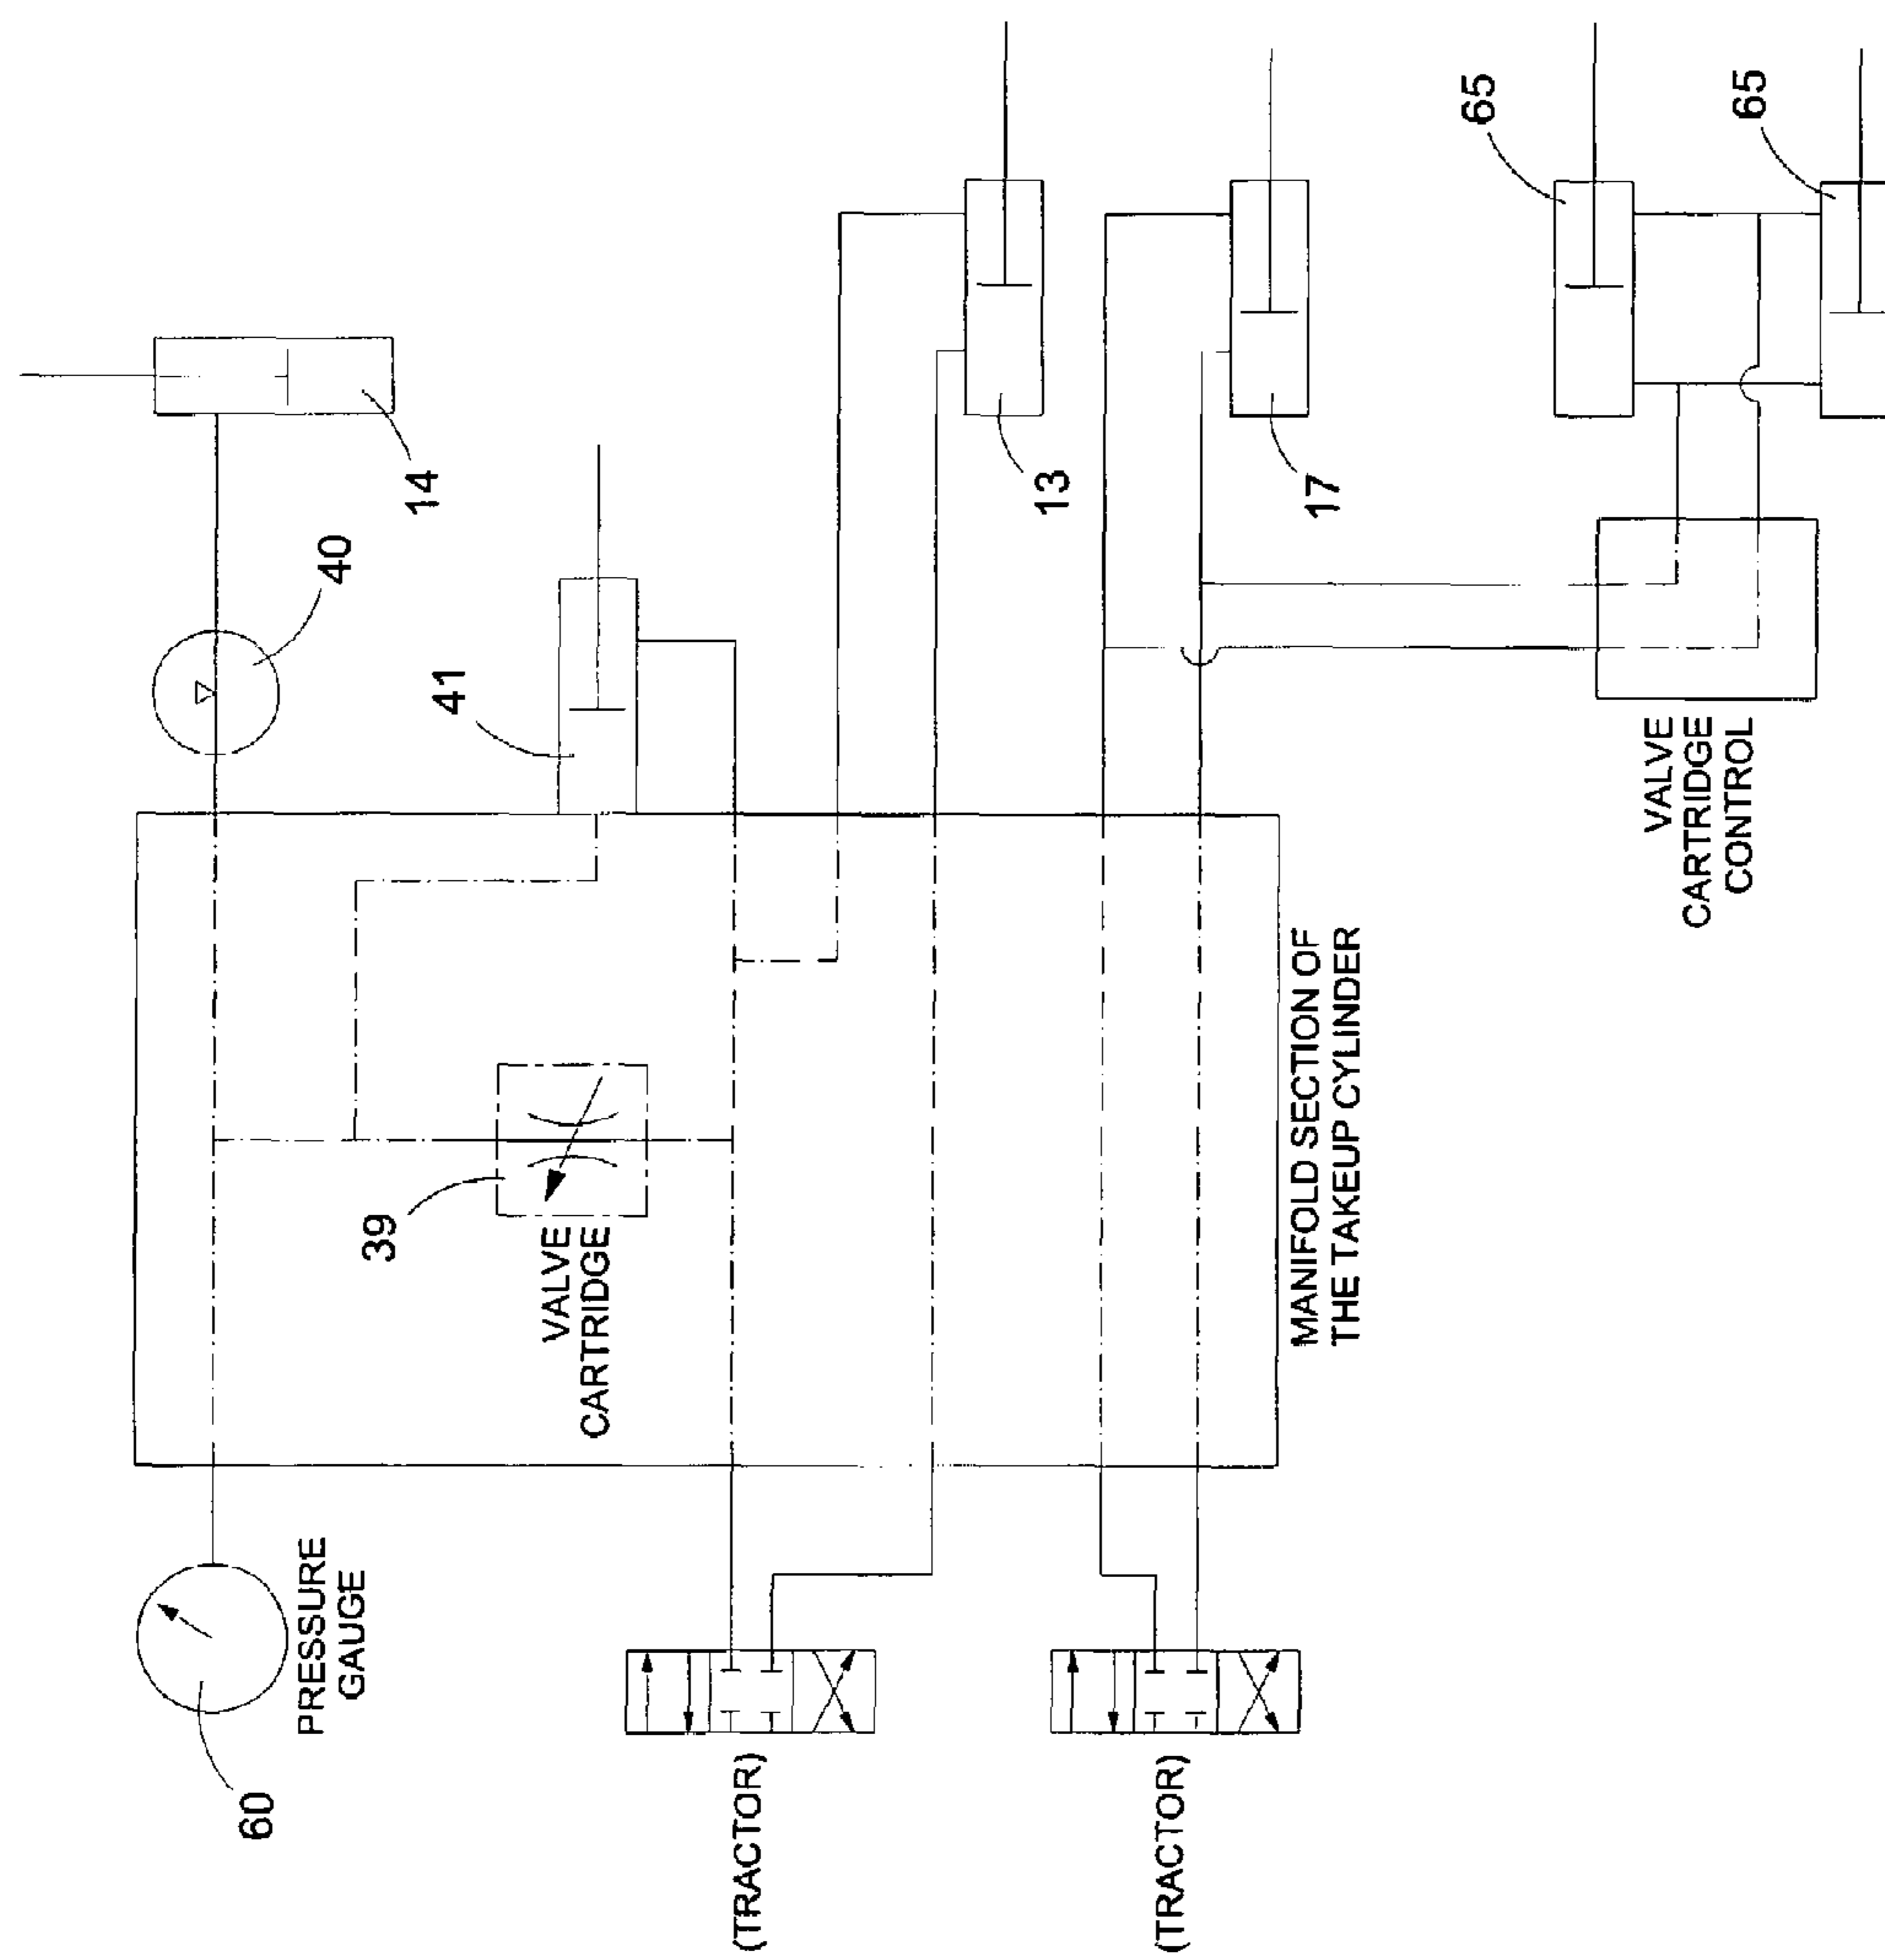 65
65
14
40
13
17
41
VALVE
CARTRIDGE
CONTROL
39
VALVE
CARTRIDGE
MANIFOLD SECTION OF
THE TAKEUP CYLINDER
PRESSURE
GAUGE
60
(TRACTOR)
(TRACTOR)